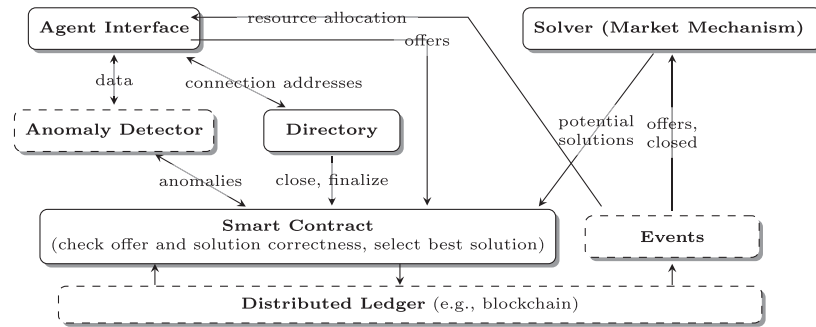 Agent Interface
resource allocation
Solver (Market Mechanism)
offers
data
connection addresses
Anomaly Detector
Directory
potential
solutions
offers,
closed
anomalies
close, finalize
Smart Contract
(check offer and solution correctness, select best solution)
Events
Distributed Ledger (e.g., blockchain)